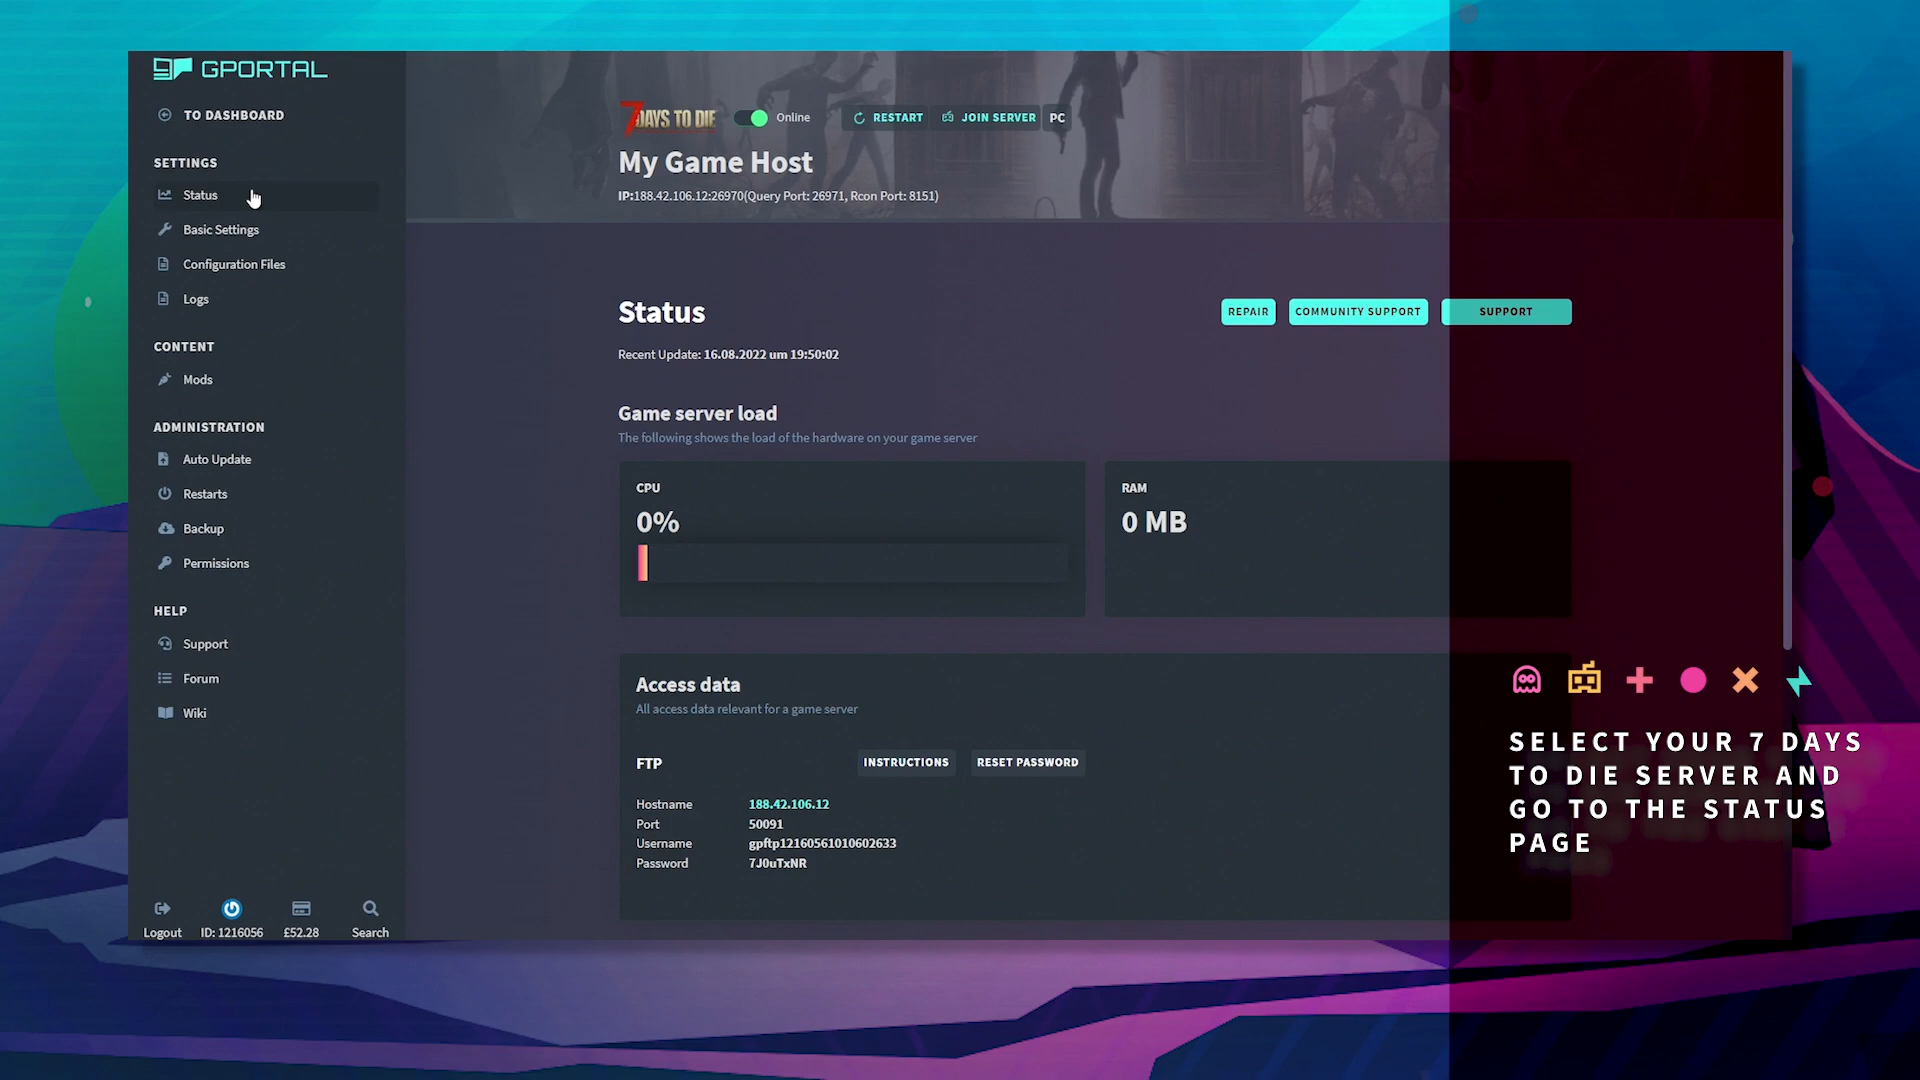 GPORTAL
TO DASHBOARD
SETTINGS
Status
Basic Settings
Configuration Files
Logs
CONTENT
Mods
ADMINISTRATION
Auto Update
Restarts
Backup
Permissions
HELP
Support
Forum
Wiki
Logout
ID: 1216056
£52.28
Search
7 DAYS TO DIE
Online
RESTART
JOIN SERVER
PC
My Game Host
IP:188.42.106.12:26970(Query Port: 26971, Rcon Port: 8151)
Status
REPAIR
COMMUNITY SUPPORT
SUPPORT
Recent Update: 16.08.2022 um 19:50:02
Game server load
The following shows the load of the hardware on your game server
CPU
0%
RAM
0 MB
Access data
All access data relevant for a game server
FTP
INSTRUCTIONS
RESET PASSWORD
Hostname 188.42.106.12
Port 50091
Username gpftp12160561010602633
Password 7J0uTxNR
SELECT YOUR 7 DAYS
TO DIE SERVER AND
GO TO THE STATUS
PAGE